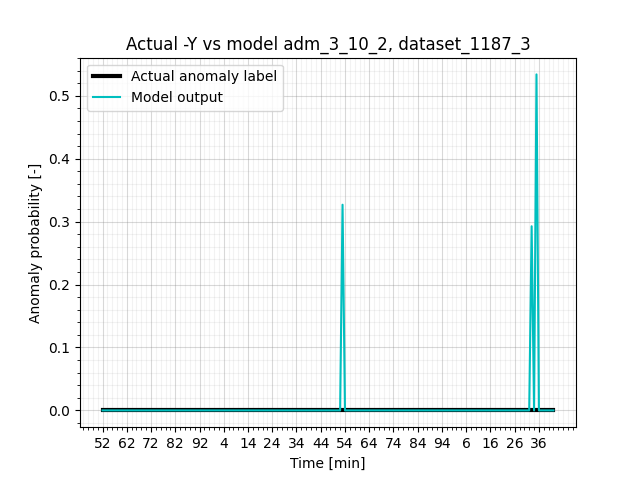 Actual -Y vs model adm_3_10_2, dataset_1187_3
Actual anomaly label
Model output
Anomaly probability [-]
0.5
0.4
0.3
0.2
0.1
0.0
52 62 72 82 92 4 14 24 34 44 54 64 74 84 94 6 16 26 36
Time [min]